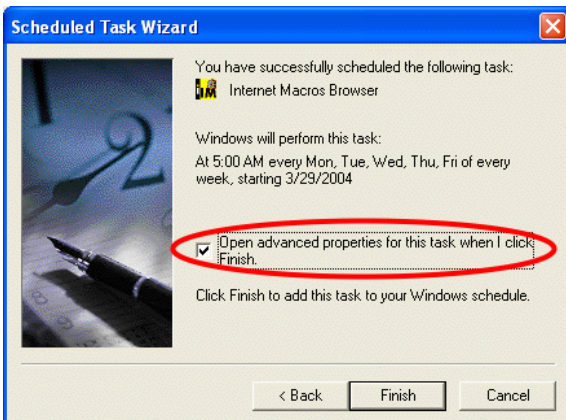 Scheduled Task Wizard
You have successfully scheduled the following task:
Internet Macros Browser
Windows will perform this task:
At 5:00 AM every Mon, Tue, Wed, Thu, Fri of every
week, starting 3/29/2004
Open advanced properties for this task when I click
Finish.
Click Finish to add this task to your Windows schedule.
< Back Finish Cancel